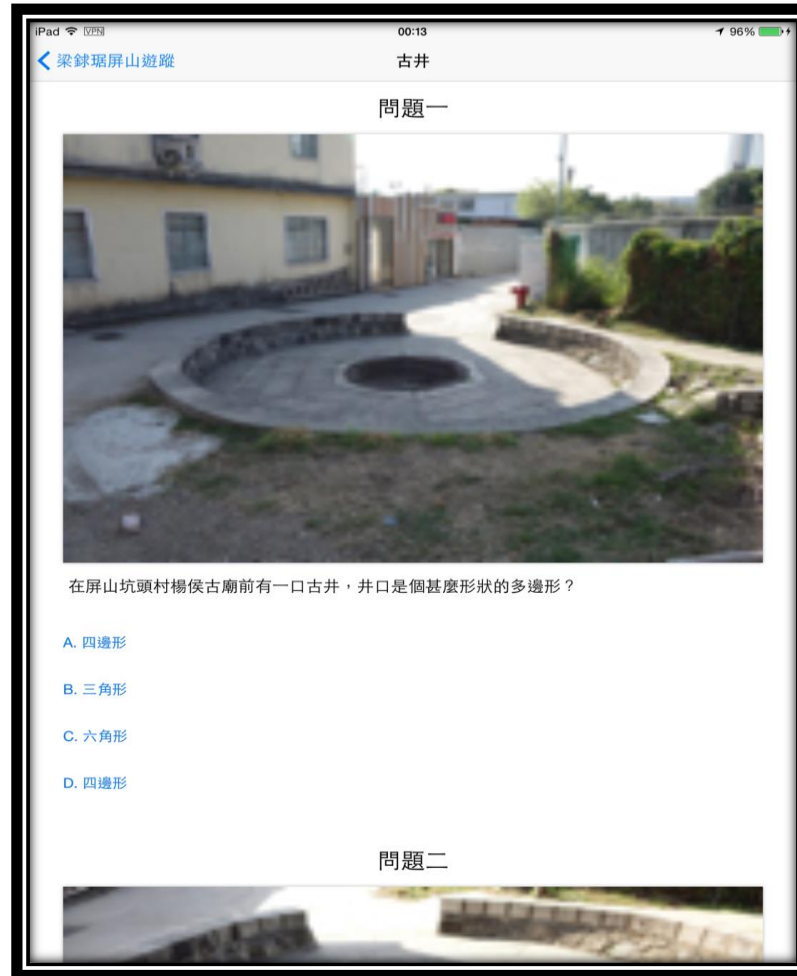 iPad VPN 00:13 96%
梁銶琚屏山遊蹤 古井
問題一
在屏山坑頭村楊侯古廟前有一口古井，井口是個甚麼形狀的多邊形？
A. 四邊形
B. 三角形
C. 六角形
D. 四邊形
問題二